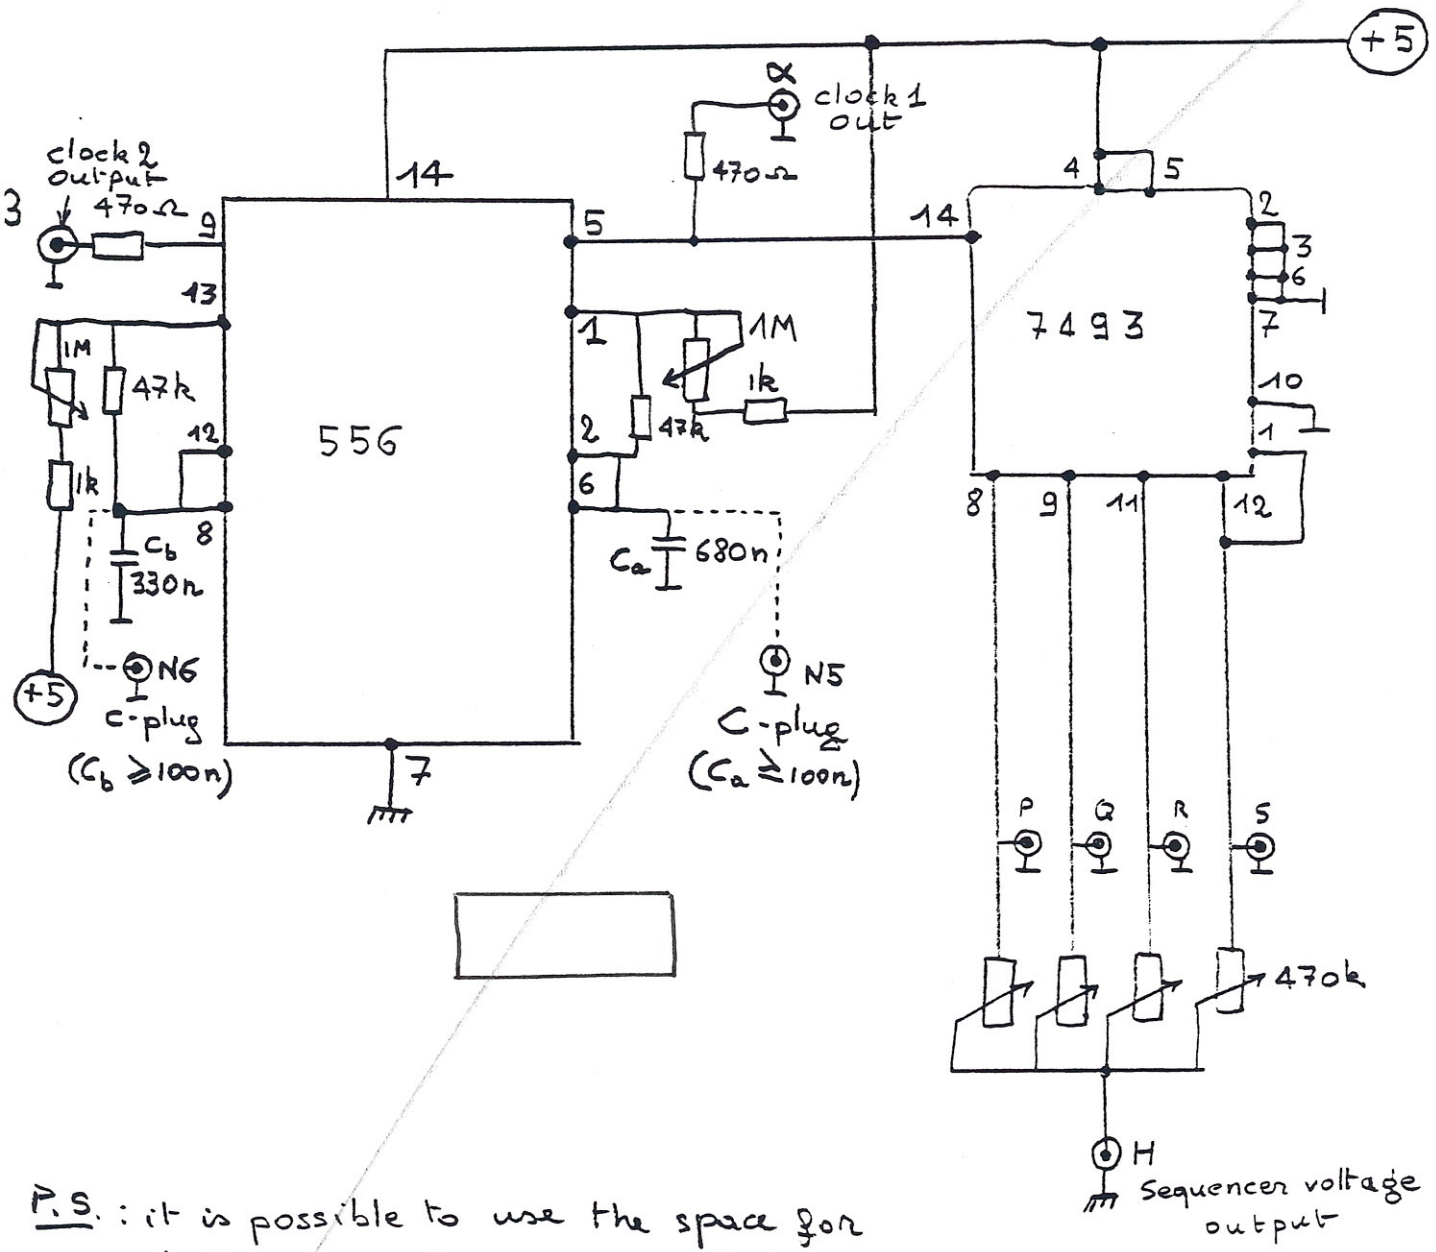 +5
α
clock 1
out
470Ω
clock 2
output
470Ω
3
9
14
5
14
4
5
2
3
6
7
13
1M
47k
1
1M
1k
47k
12
556
2
6
7493
10
1
1k
8
Cb
330n
Ca
680n
8
9
11
12
+5
N6
C-plug
(Cb ⩾100n)
7
N5
C-plug
(Ca ⩾100n)
P
Q
R
S
470k
H
Sequencer voltage
output
P.S. : it is possible to use the space for